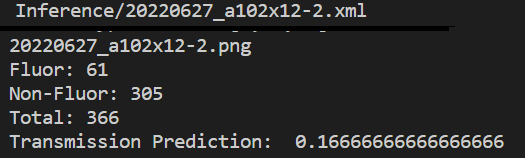 Inference/20220627_a102x12-2.xml
20220627_a102x12-2.png
Fluor: 61
Non-Fluor: 305
Total: 366
Transmission Prediction:  0.16666666666666666